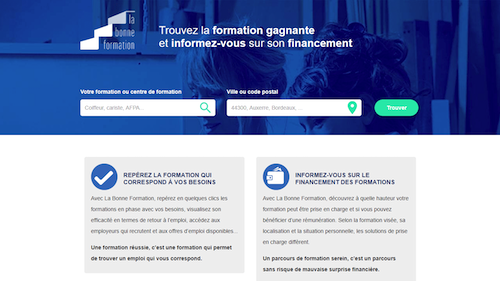 la
bonne
formation
Trouvez la formation gagnante
et informez-vous sur son financement
Votre formation ou centre de formation
Ville ou code postal
Coiffeur, cariste, AFPA...
44300, Auxerre, Bordeaux, ...
Trouver
REPÉREZ LA FORMATION QUI
CORRESPOND À VOS BESOINS
Avec La Bonne Formation, repérez en quelques clics les
formations en phase avec vos besoins, visualisez son
efficacité en termes de retour à l'emploi, accédez aux
employeurs qui recrutent et aux offres d'emploi disponibles...
Une formation réussie, c'est une formation qui permet
de trouver un emploi qui vous correspond.
INFORMEZ-VOUS SUR LE
FINANCEMENT DES FORMATIONS
Avec La Bonne Formation, découvrez à quelle hauteur votre
formation peut être prise en charge et si vous pouvez
bénéficier d'une rémunération. Selon la formation visée, sa
localisation et la situation personnelle, les solutions de prise
en charge diffèrent.
Un parcours de formation serein, c'est un parcours
sans risque de mauvaise surprise financière.